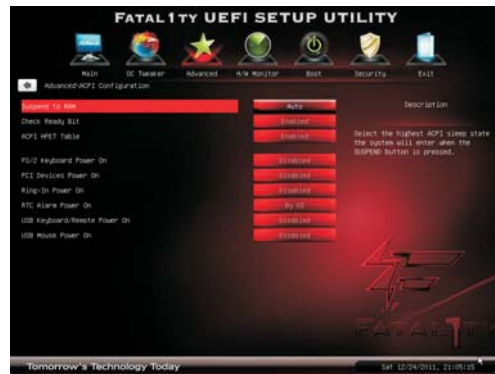 FATAL1TY UEFI SETUP UTILITY
Main OC Tweaker Advanced H/W Monitor Boot Security Exit
Advanced\ACPI Configuration
Suspend to RAM Auto
Check Ready Bit Enabled
ACPI HPET Table Enabled
PS/2 Keyboard Power On Disabled
PCI Devices Power On Disabled
Ring-In Power On Disabled
RTC Alarm Power On By OS
USB Keyboard/Remote Power On Disabled
USB Mouse Power On Disabled
Description
Select the highest ACPI sleep state
the system will enter when the
SUSPEND button is pressed.
FATAL1TY
Tomorrow's Technology Today
Sat 12/24/2011, 21:05:15